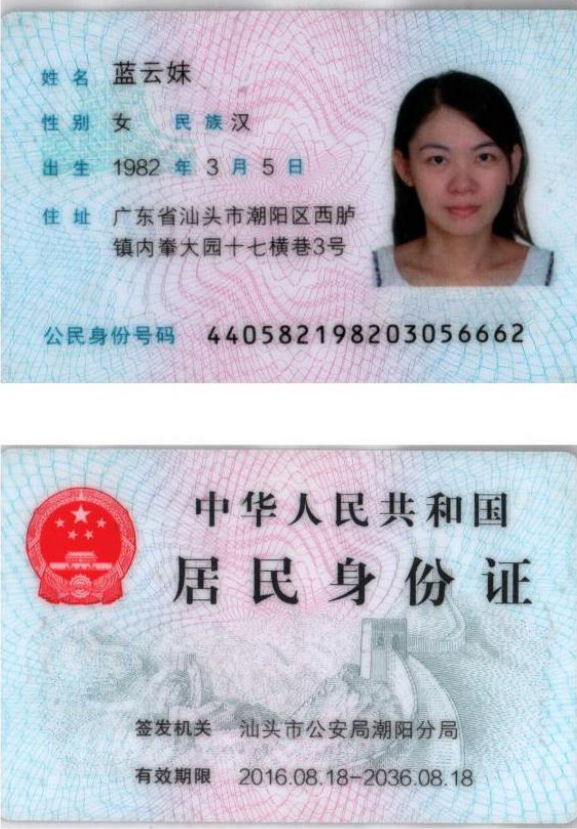 姓 名 蓝云妹
性 别 女 民 族 汉
出 生 1982 年 3 月 5 日
住 址 广东省汕头市潮阳区西胪
镇内輋大园十七横巷3号
公民身份号码 440582198203056662
中华人民共和国
居民身份证
签发机关 汕头市公安局潮阳分局
有效期限 2016.08.18-2036.08.18